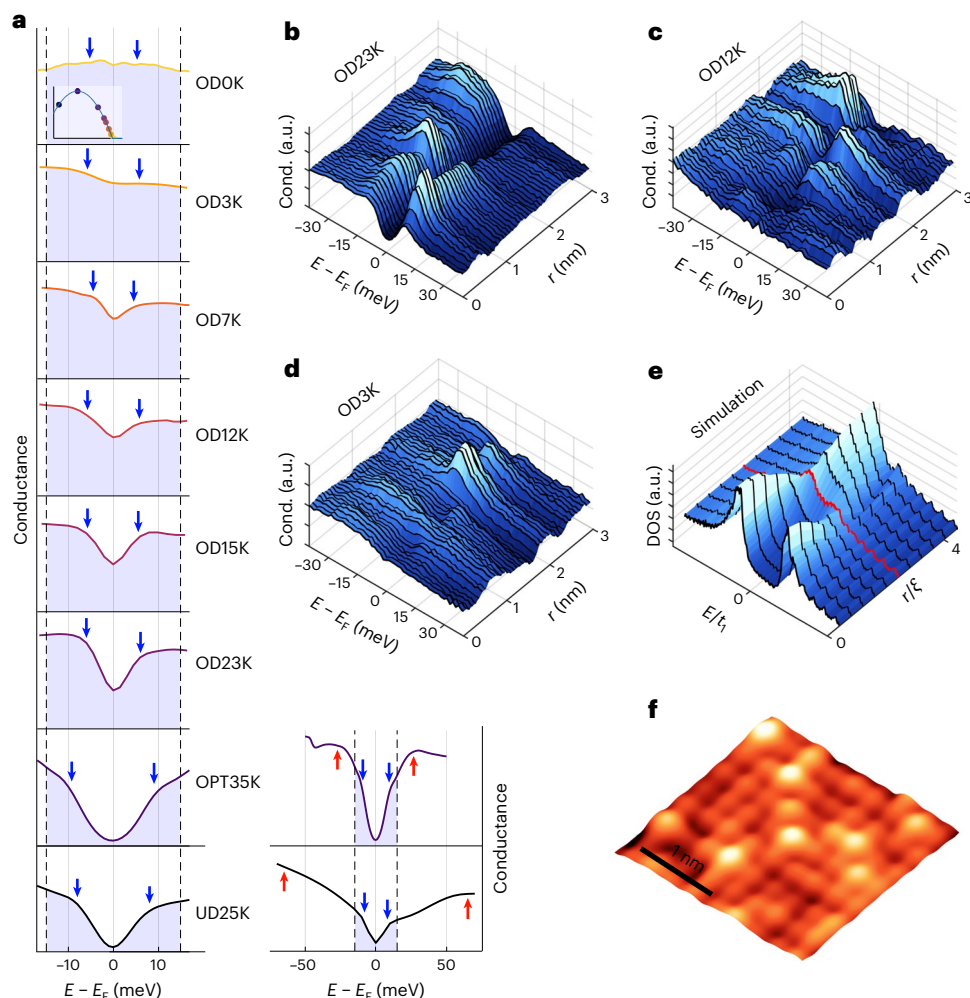 a
OD0K
OD3K
OD7K
OD12K
OD15K
OD23K
OPT35K
UD25K
Conductance
−10
0
10
E − E_F (meV)
Conductance
−50
0
50
E − E_F (meV)
b
OD23K
Cond. (a.u.)
−30
−15
0
15
30
E − E_F (meV)
0
1
2
3
r (nm)
c
OD12K
Cond. (a.u.)
−30
−15
0
15
30
E − E_F (meV)
0
1
2
3
r (nm)
d
OD3K
Cond. (a.u.)
−30
−15
0
15
30
E − E_F (meV)
0
1
2
3
r (nm)
e
Simulation
DOS (a.u.)
0
E/t₁
0
4
r/ξ
f
1 nm